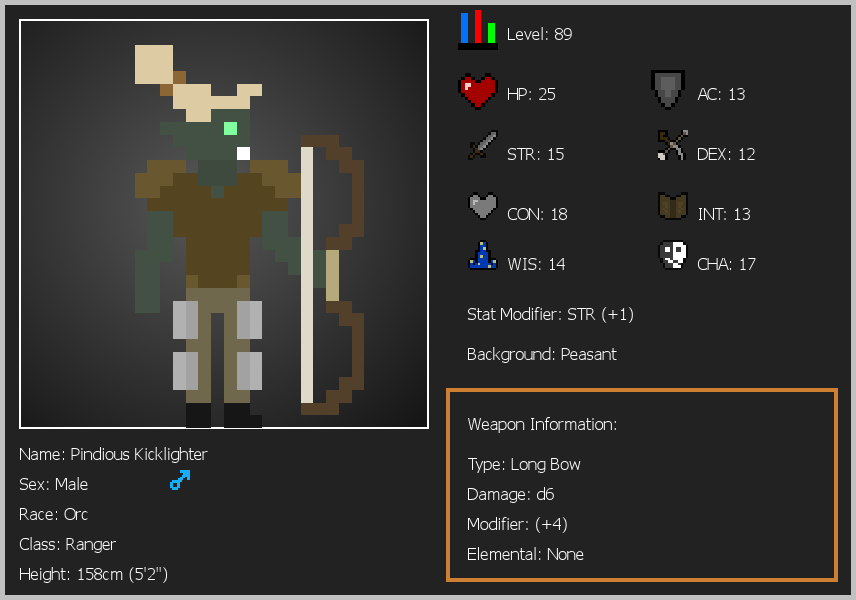 Level: 89
HP: 25
AC: 13
STR: 15
DEX: 12
CON: 18
INT: 13
WIS: 14
CHA: 17
Stat Modifier: STR (+1)
Background: Peasant
Weapon Information:
Type: Long Bow
Damage: d6
Modifier: (+4)
Elemental: None
Name: Pindious Kicklighter
Sex: Male
Race: Orc
Class: Ranger
Height: 158cm (5'2")